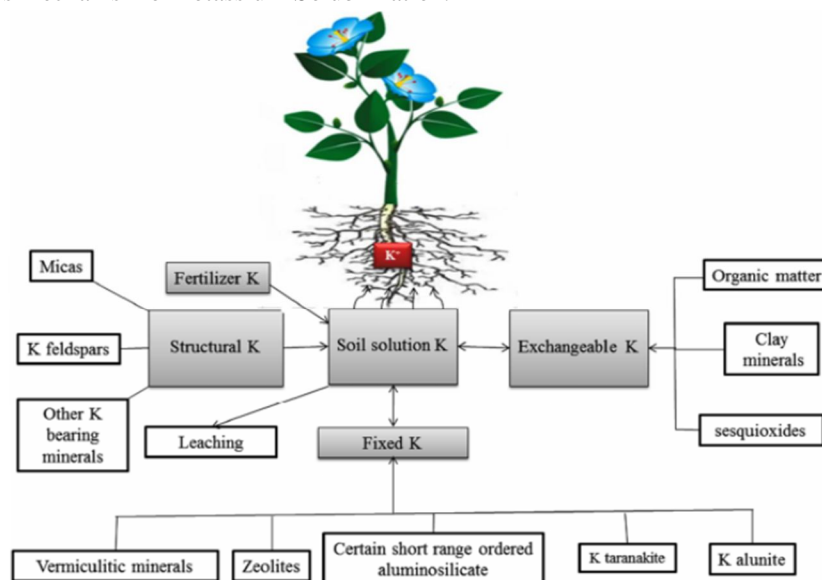 K+
Micas
Fertilizer K
Organic matter
K feldspars
Structural K
Soil solution K
Exchangeable K
Clay
minerals
Other K
bearing
minerals
Leaching
Fixed K
sesquioxides
Vermiculitic minerals
Zeolites
Certain short range ordered
aluminosilicate
K taranakite
K alunite